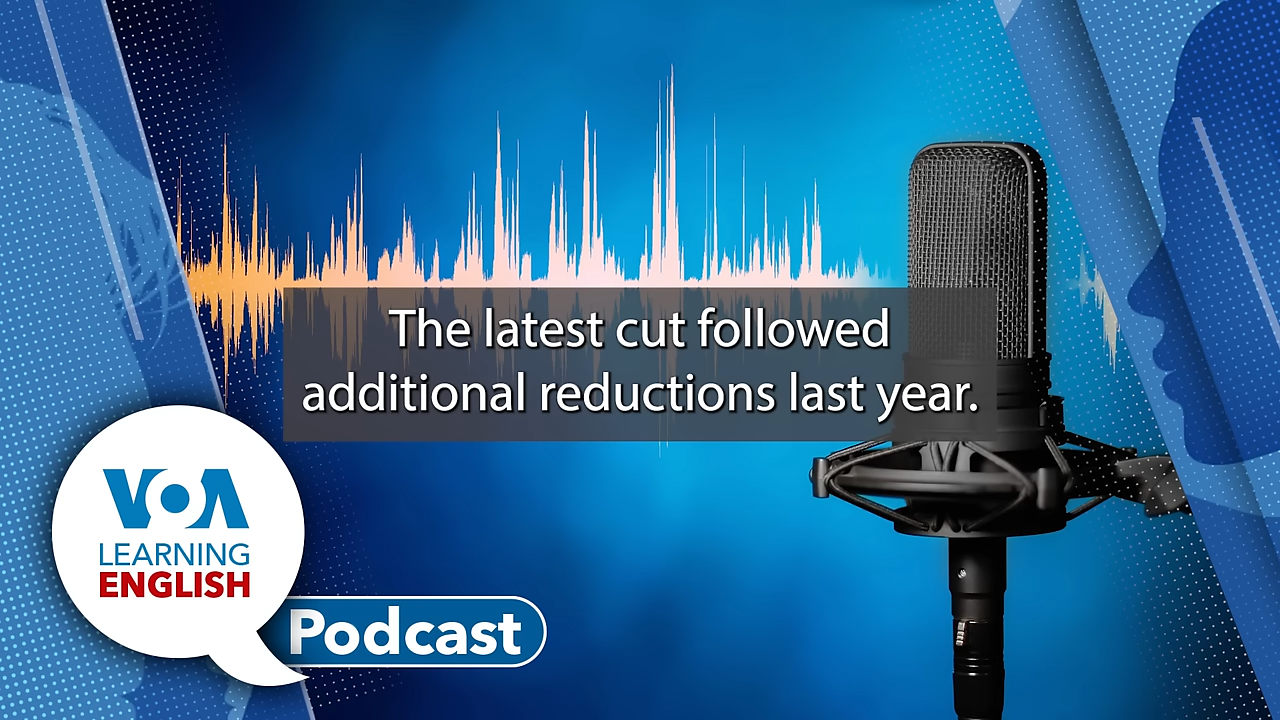 The latest cut followed
additional reductions last year.
VOA
LEARNING
ENGLISH
Podcast